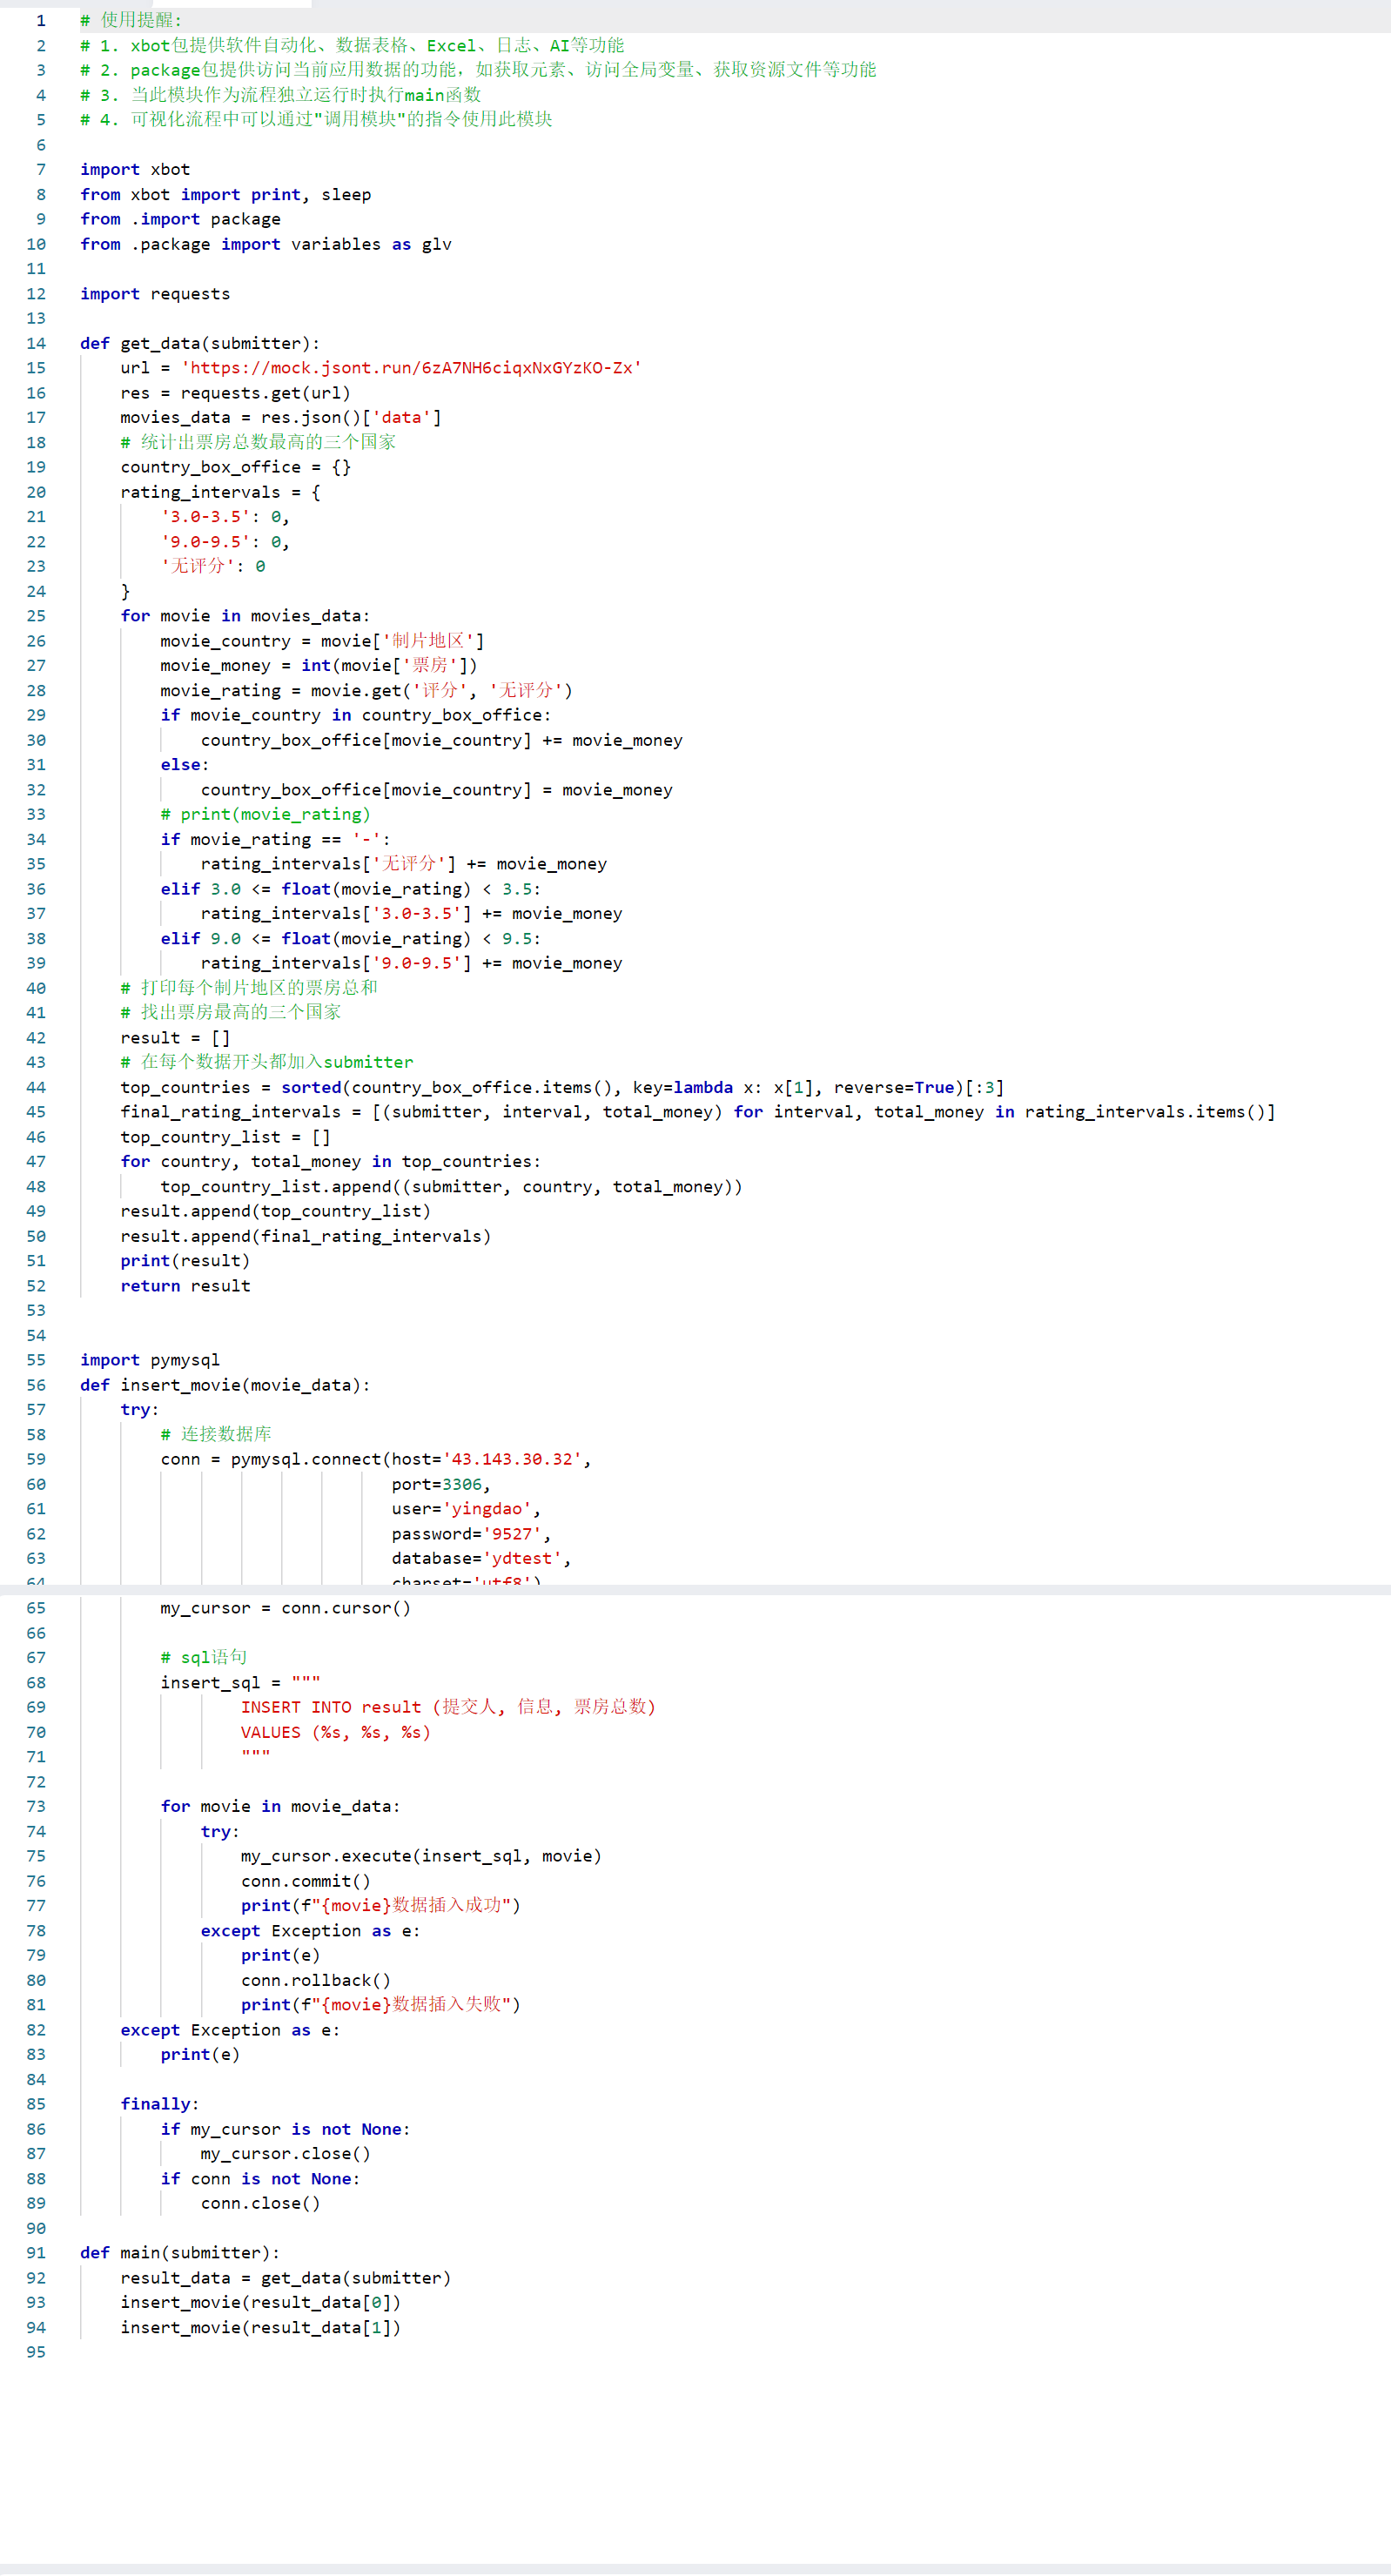 1 # 使用提醒:
2 # 1. xbot包提供软件自动化、数据表格、Excel、日志、AI等功能
3 # 2. package包提供访问当前应用数据的功能，如获取元素、访问全局变量、获取资源文件等功能
4 # 3. 当此模块作为流程独立运行时执行main函数
5 # 4. 可视化流程中可以通过"调用模块"的指令使用此模块
6
7 import xbot
8 from xbot import print, sleep
9 from .import package
10 from .package import variables as glv
11
12 import requests
13
14 def get_data(submitter):
15     url = 'https://mock.jsont.run/6zA7NH6ciqxNxGYzKO-Zx'
16     res = requests.get(url)
17     movies_data = res.json()['data']
18     # 统计出票房总数最高的三个国家
19     country_box_office = {}
20     rating_intervals = {
21         '3.0-3.5': 0,
22         '9.0-9.5': 0,
23         '无评分': 0
24     }
25     for movie in movies_data:
26         movie_country = movie['制片地区']
27         movie_money = int(movie['票房'])
28         movie_rating = movie.get('评分', '无评分')
29         if movie_country in country_box_office:
30             country_box_office[movie_country] += movie_money
31         else:
32             country_box_office[movie_country] = movie_money
33         # print(movie_rating)
34         if movie_rating == '-':
35             rating_intervals['无评分'] += movie_money
36         elif 3.0 <= float(movie_rating) < 3.5:
37             rating_intervals['3.0-3.5'] += movie_money
38         elif 9.0 <= float(movie_rating) < 9.5:
39             rating_intervals['9.0-9.5'] += movie_money
40     # 打印每个制片地区的票房总和
41     # 找出票房最高的三个国家
42     result = []
43     # 在每个数据开头都加入submitter
44     top_countries = sorted(country_box_office.items(), key=lambda x: x[1], reverse=True)[:3]
45     final_rating_intervals = [(submitter, interval, total_money) for interval, total_money in rating_intervals.items()]
46     top_country_list = []
47     for country, total_money in top_countries:
48         top_country_list.append((submitter, country, total_money))
49     result.append(top_country_list)
50     result.append(final_rating_intervals)
51     print(result)
52     return result
53
54
55 import pymysql
56 def insert_movie(movie_data):
57     try:
58         # 连接数据库
59         conn = pymysql.connect(host='43.143.30.32',
60                                port=3306,
61                                user='yingdao',
62                                password='9527',
63                                database='ydtest',
64                                charset='utf8')
65         my_cursor = conn.cursor()
66
67         # sql语句
68         insert_sql = """
69                 INSERT INTO result (提交人, 信息, 票房总数)
70                 VALUES (%s, %s, %s)
71                 """
72
73         for movie in movie_data:
74             try:
75                 my_cursor.execute(insert_sql, movie)
76                 conn.commit()
77                 print(f"{movie}数据插入成功")
78             except Exception as e:
79                 print(e)
80                 conn.rollback()
81                 print(f"{movie}数据插入失败")
82     except Exception as e:
83         print(e)
84
85     finally:
86         if my_cursor is not None:
87             my_cursor.close()
88         if conn is not None:
89             conn.close()
90
91 def main(submitter):
92     result_data = get_data(submitter)
93     insert_movie(result_data[0])
94     insert_movie(result_data[1])
95